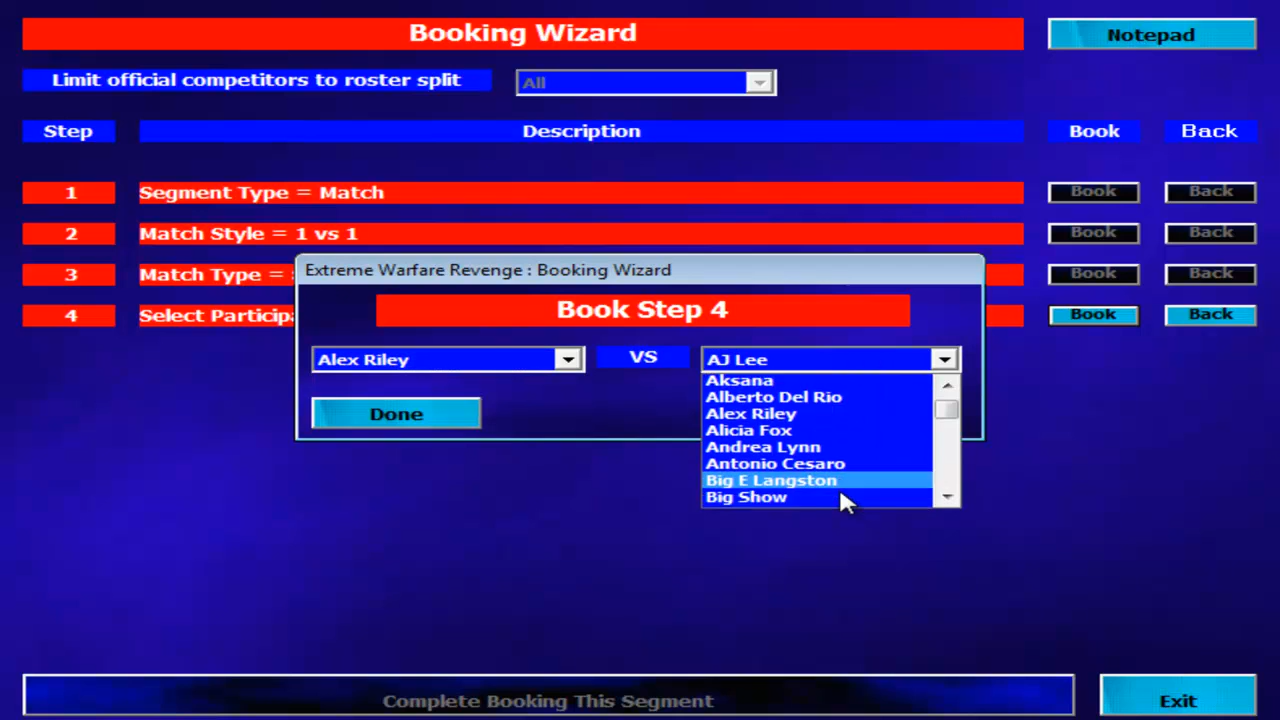 Booking Wizard
Notepad
Limit official competitors to roster split
All
Step
Description
Book
Back
1
Segment Type = Match
Book
Back
2
Match Style = 1 vs 1
Book
Back
3
Match Type =
Book
Back
4
Select
Book
Back
Extreme Warfare Revenge : Booking Wizard
Book Step 4
Alex Riley
VS
AJ Lee
Done
Aksana
Alberto Del Rio
Alex Riley
Alicia Fox
Andrea Lynn
Antonio Cesaro
Big E Langston
Big Show
Complete Booking This Segment
Exit